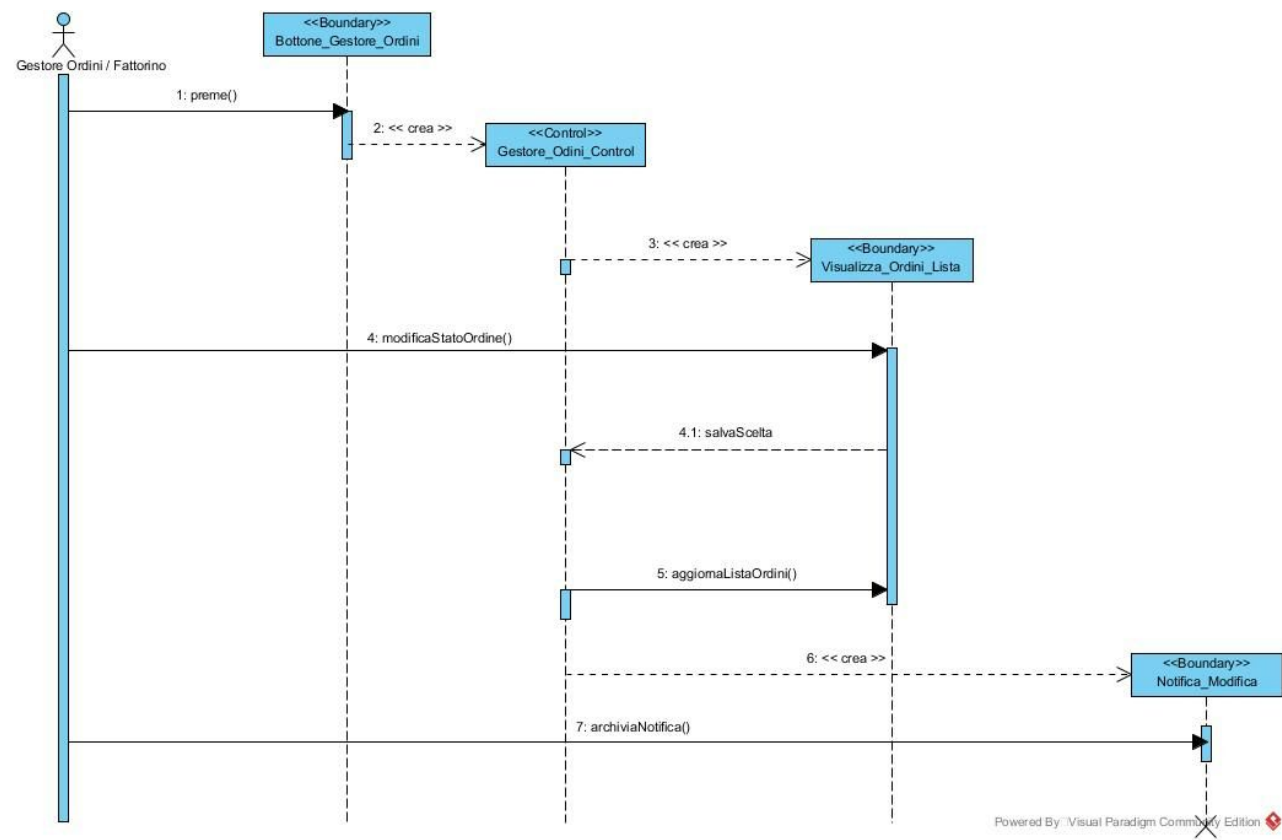 <<Boundary>>
Bottone_Gestore_Ordini
Gestore Ordini / Fattorino
1: preme()
2: << crea >>
<<Control>>
Gestore_Odini_Control
3: << crea >>
<<Boundary>>
Visualizza_Ordini_Lista
4: modificaStatoOrdine()
4.1: salvaScelta
5: aggiornaListaOrdini()
6: << crea >>
<<Boundary>>
Notifica_Modifica
7: archiviaNotifica()
Powered By Visual Paradigm Community Edition